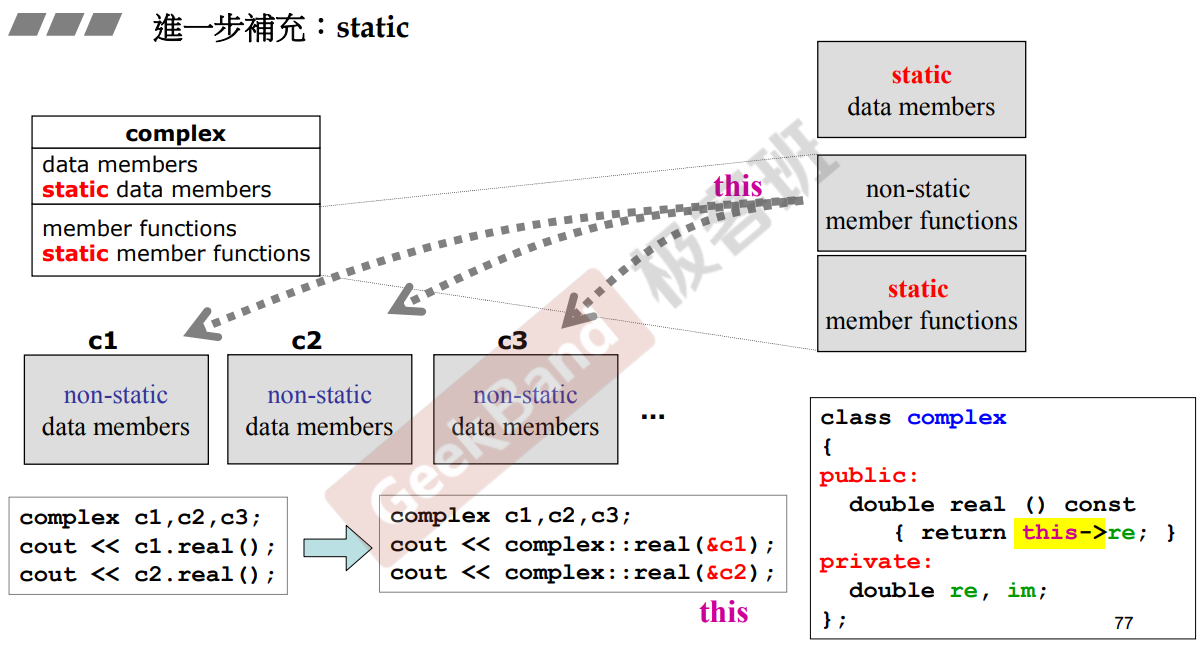 進一步補充：static
static
data members
complex
data members
static data members
member functions
static member functions
this
non-static
member functions
static
member functions
c1
c2
c3
non-static
data members
non-static
data members
non-static
data members
...
GeekBand 极客班
complex c1,c2,c3;
cout << c1.real();
cout << c2.real();
complex c1,c2,c3;
cout << complex::real(&c1);
cout << complex::real(&c2);
this
class complex
{
public:
double real () const
{ return this->re; }
private:
double re, im;
};
77